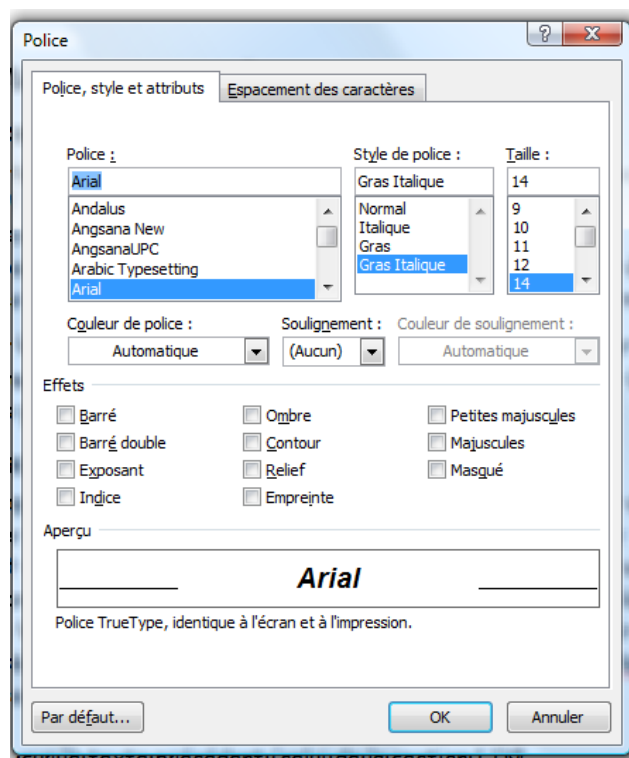 Police
Police, style et attributs Espacement des caractères
Police : Style de police : Taille :
Arial Gras Italique 14
Andalus Normal 9
Angsana New Italique 10
AngsanaUPC Gras 11
Arabic Typesetting Gras Italique 12
Arial 14
Couleur de police : Soulignement : Couleur de soulignement :
Automatique (Aucun) Automatique
Effets
Barré Ombre Petites majuscules
Barré double Contour Majuscules
Exposant Relief Masqué
Indice Empreinte
Aperçu
Arial
Police TrueType, identique à l'écran et à l'impression.
Par défaut... OK Annuler